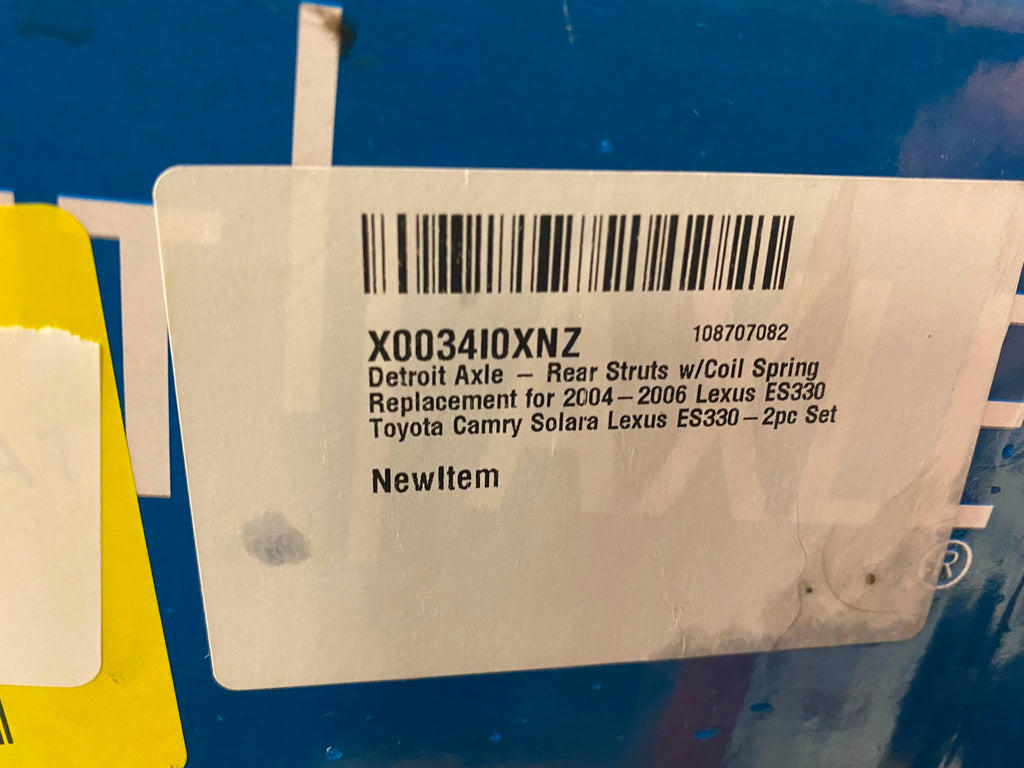 X0034I0XNZ 108707082
Detroit Axle – Rear Struts w/Coil Spring
Replacement for 2004–2006 Lexus ES330
Toyota Camry Solara Lexus ES330–2pc Set
NewItem
®